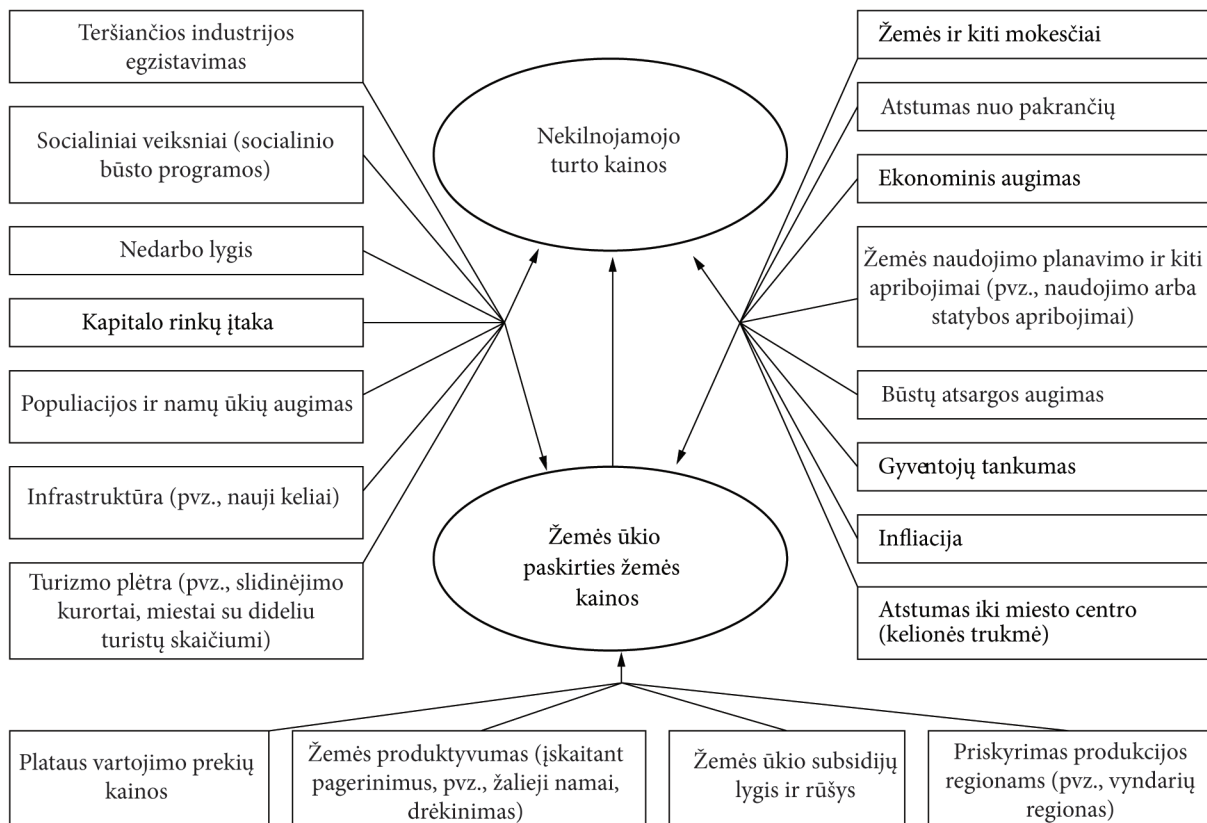 Teršiančios industrijos
egzistavimas
Socialiniai veiksniai (socialinio
būsto programos)
Nedarbo lygis
Kapitalo rinkų įtaka
Populiacijos ir namų ūkių augimas
Infrastruktūra (pvz., nauji keliai)
Turizmo plėtra (pvz., slidinėjimo
kurortai, miestai su dideliu
turistų skaičiumi)
Nekilnojamojo
turto kainos
Žemės ūkio
paskirties žemės
kainos
Žemės ir kiti mokesčiai
Atstumas nuo pakrančių
Ekonominis augimas
Žemės naudojimo planavimo ir kiti
apribojimai (pvz., naudojimo arba
statybos apribojimai)
Būstų atsargos augimas
Gyventojų tankumas
Infliacija
Atstumas iki miesto centro
(kelionės trukmė)
Plataus vartojimo prekių
kainos
Žemės produktyvumas (įskaitant
pagerinimus, pvz., žalieji namai,
drėkinimas)
Žemės ūkio subsidijų
lygis ir rūšys
Priskyrimas produkcijos
regionams (pvz., vyndarių
regionas)